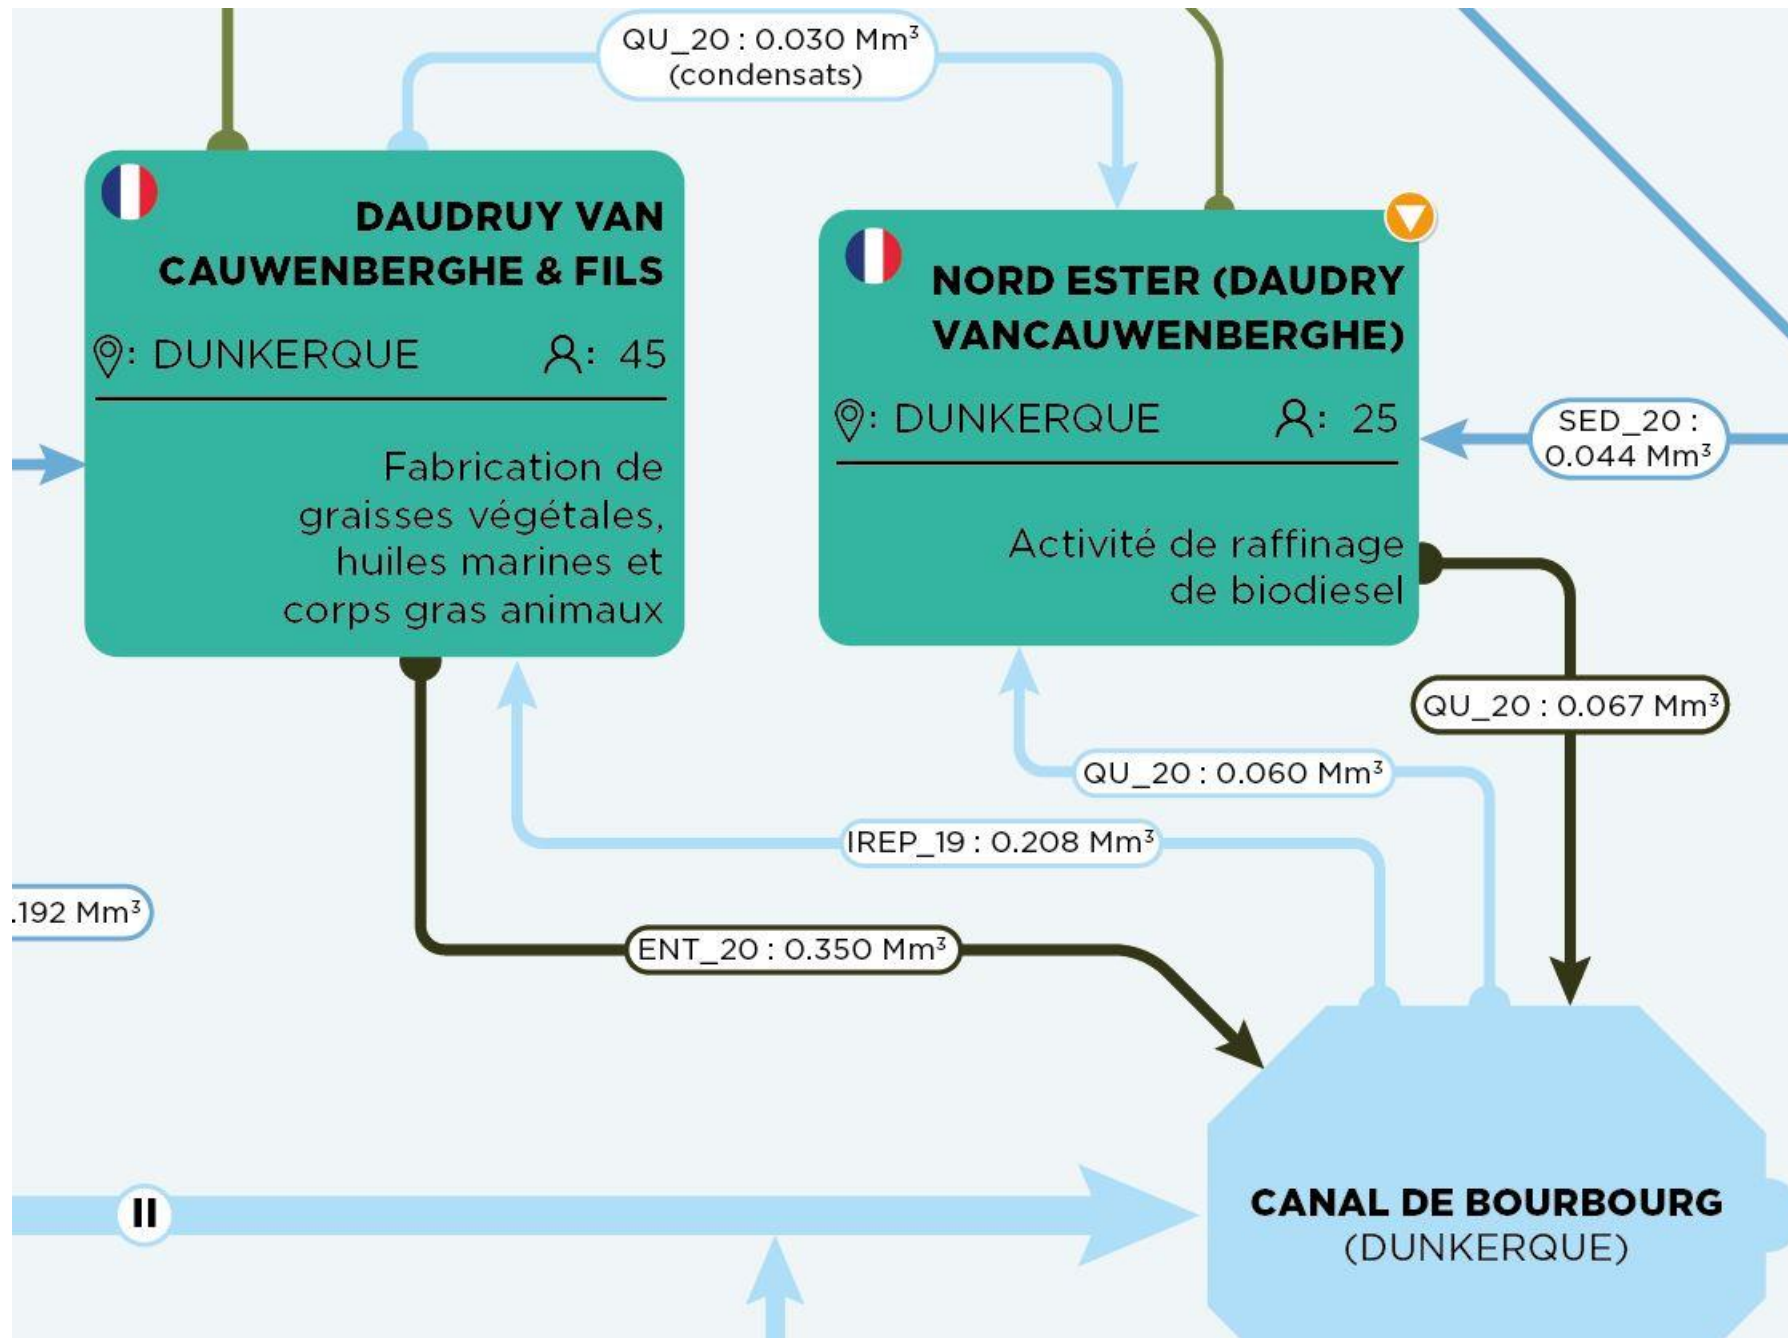 QU_20 : 0.030 Mm³
(condensats)
DAUDRUY VAN
CAUWENBERGHE & FILS
: DUNKERQUE : 45
Fabrication de
graisses végétales,
huiles marines et
corps gras animaux
NORD ESTER (DAUDRY
VANCAUWENBERGHE)
: DUNKERQUE : 25
Activité de raffinage
de biodiesel
SED_20 :
0.044 Mm³
QU_20 : 0.067 Mm³
QU_20 : 0.060 Mm³
IREP_19 : 0.208 Mm³
.192 Mm³
ENT_20 : 0.350 Mm³
II
CANAL DE BOURBOURG
(DUNKERQUE)